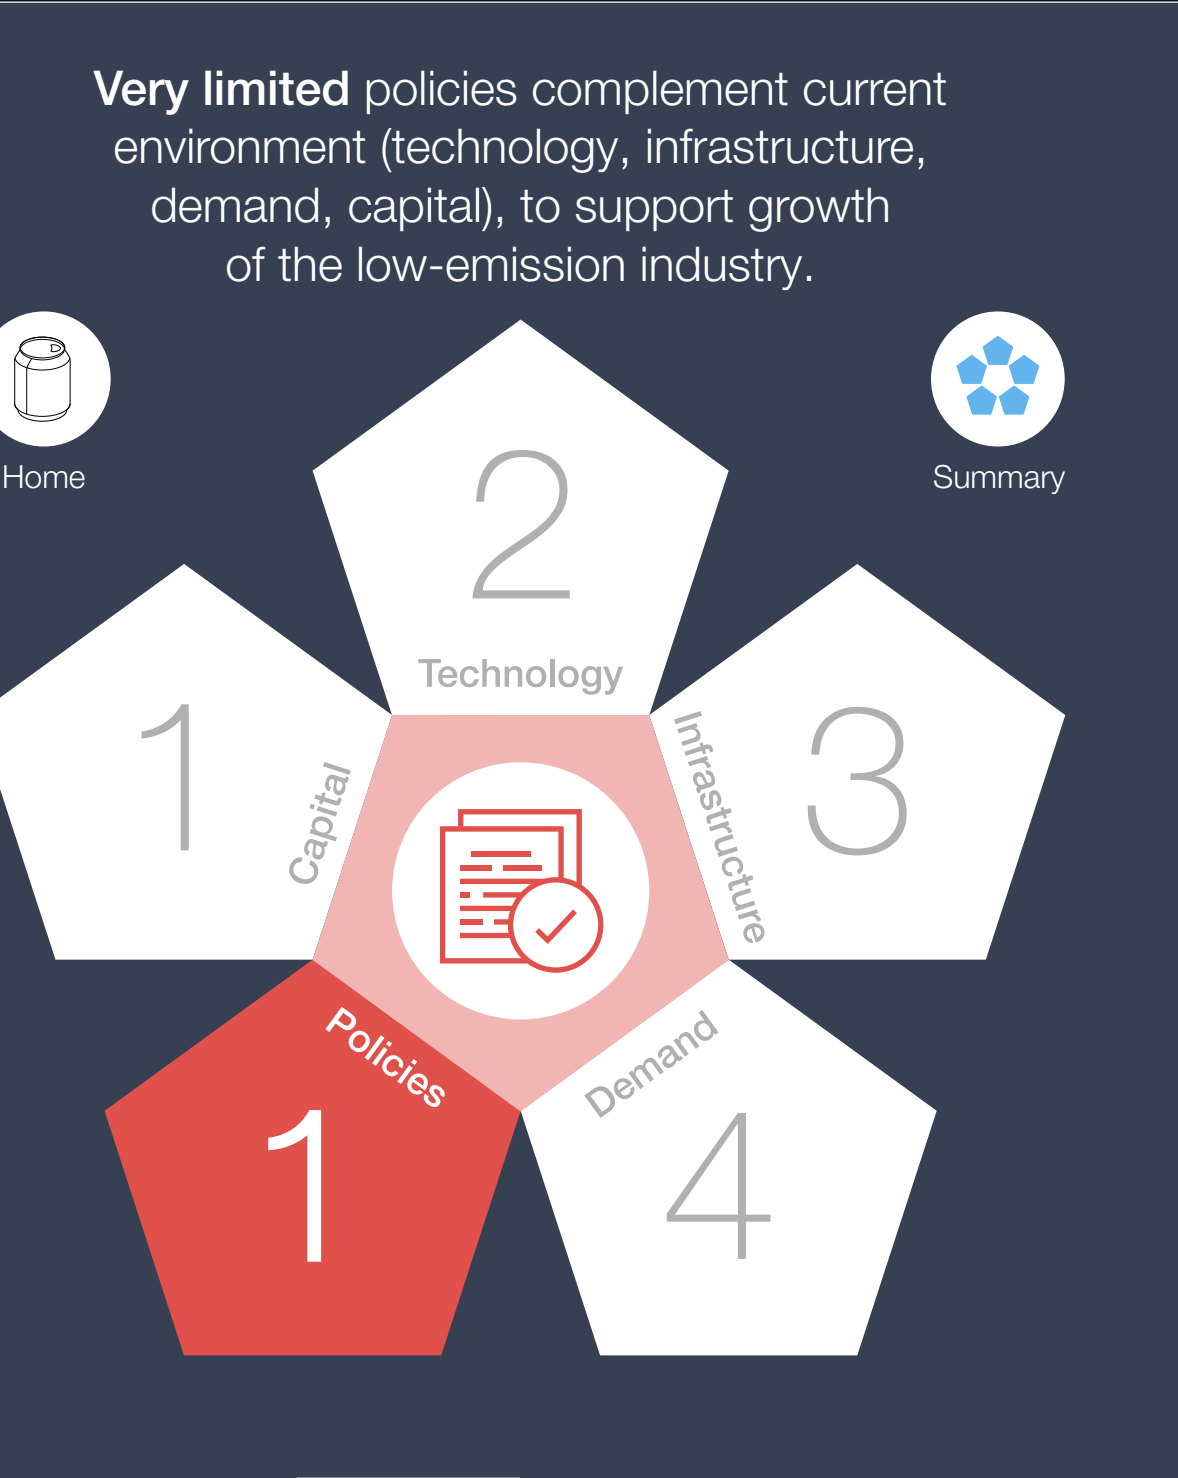 Very limited policies complement current
environment (technology, infrastructure,
demand, capital), to support growth
of the low-emission industry.
Home
Summary
2
Technology
1
Capital
Infrastructure
3
Policies
1
Demand
4